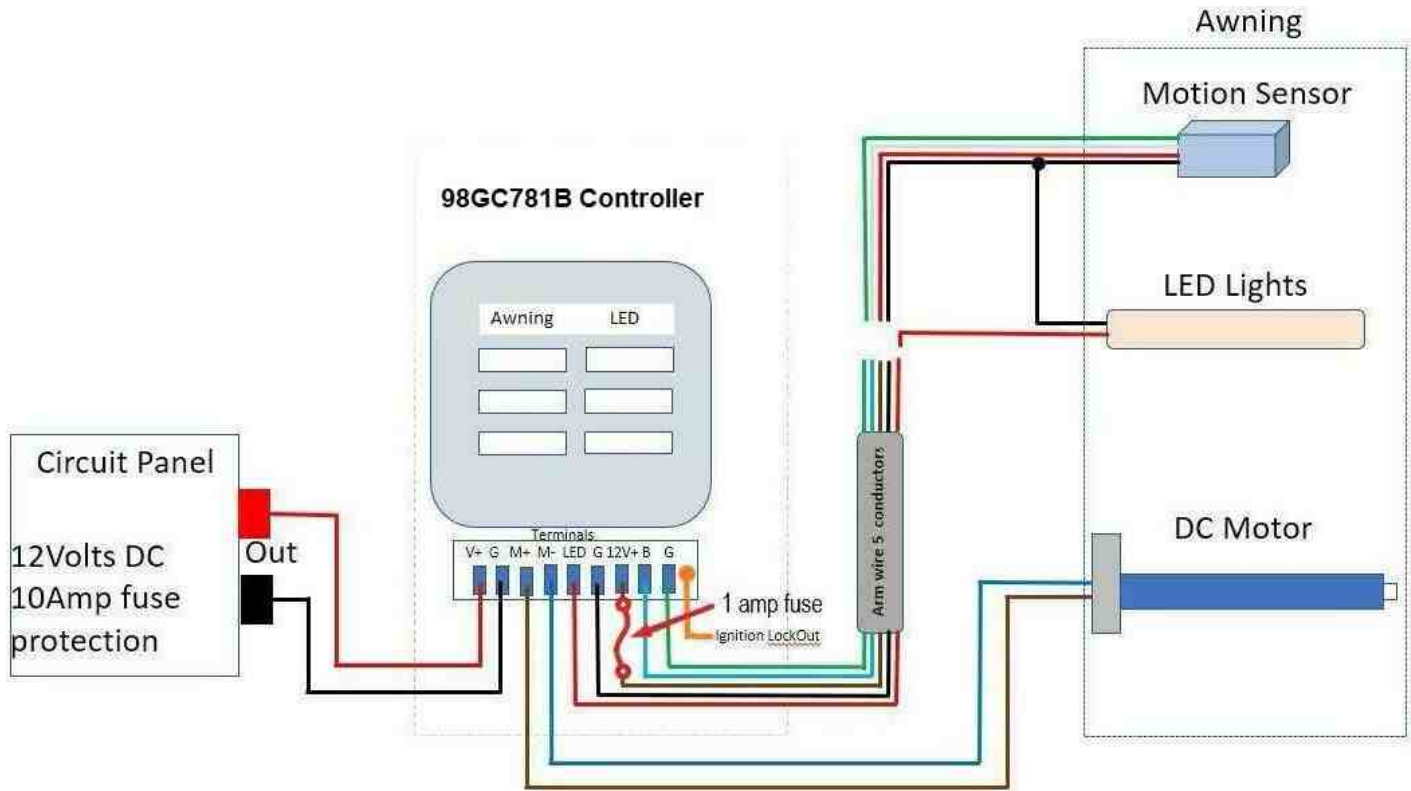 Awning
Motion Sensor
98GC781B Controller
Awning LED
LED Lights
Circuit Panel
12Volts DC
10Amp fuse
protection
Out
Terminals
V+ G M+ M- LED G 12V+ B G
1 amp fuse
Ignition LockOut
Arm wire 5 conductors
DC Motor